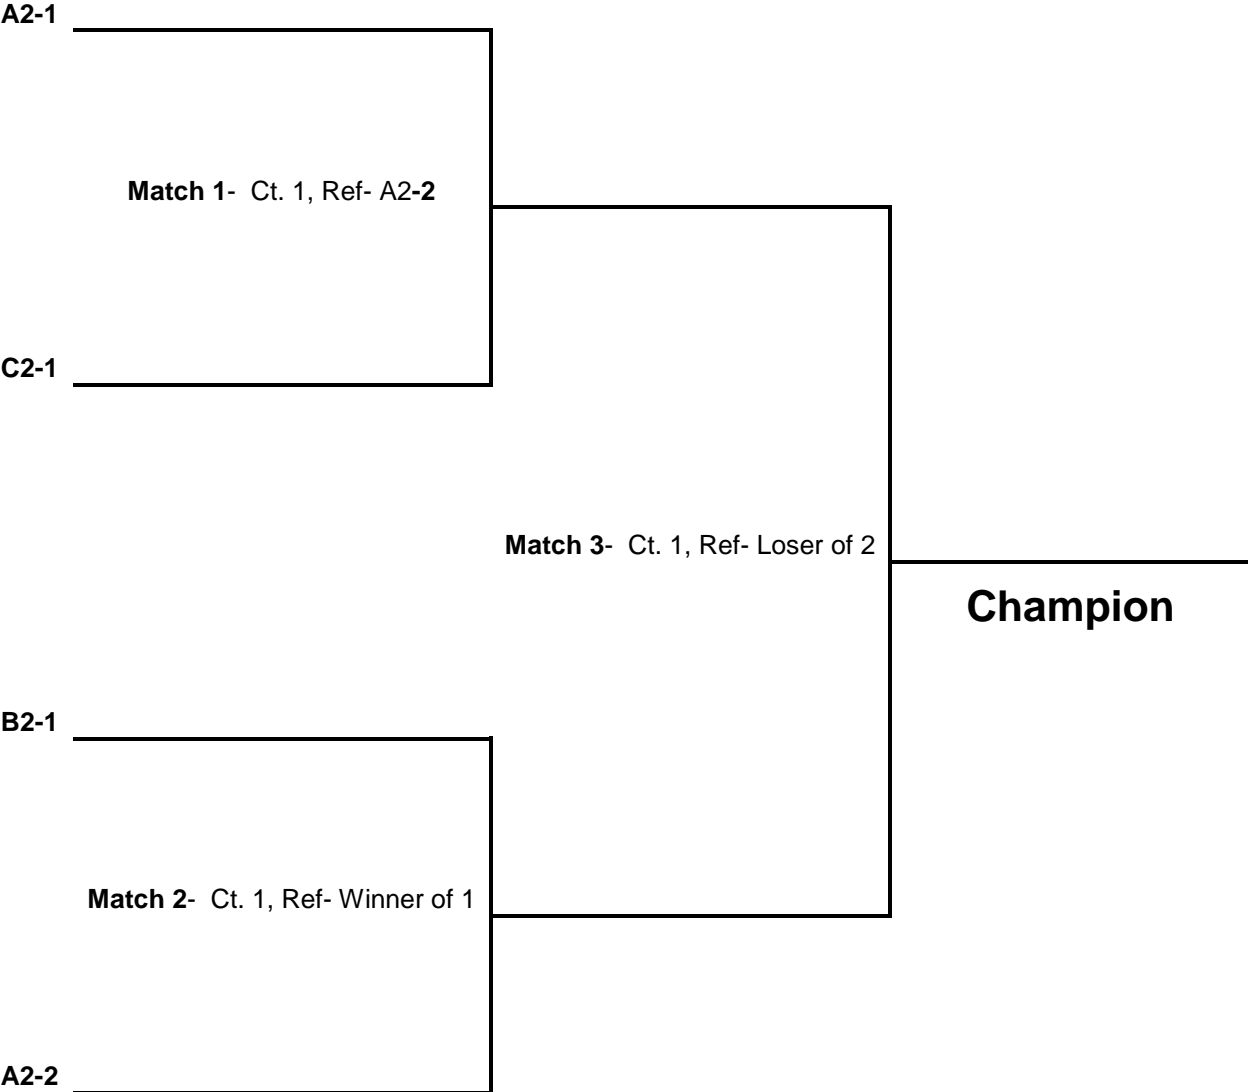 A2-1
Match 1-  Ct. 1, Ref- A2-2
C2-1
Match 3-  Ct. 1, Ref- Loser of 2
Champion
B2-1
Match 2-  Ct. 1, Ref- Winner of 1
A2-2